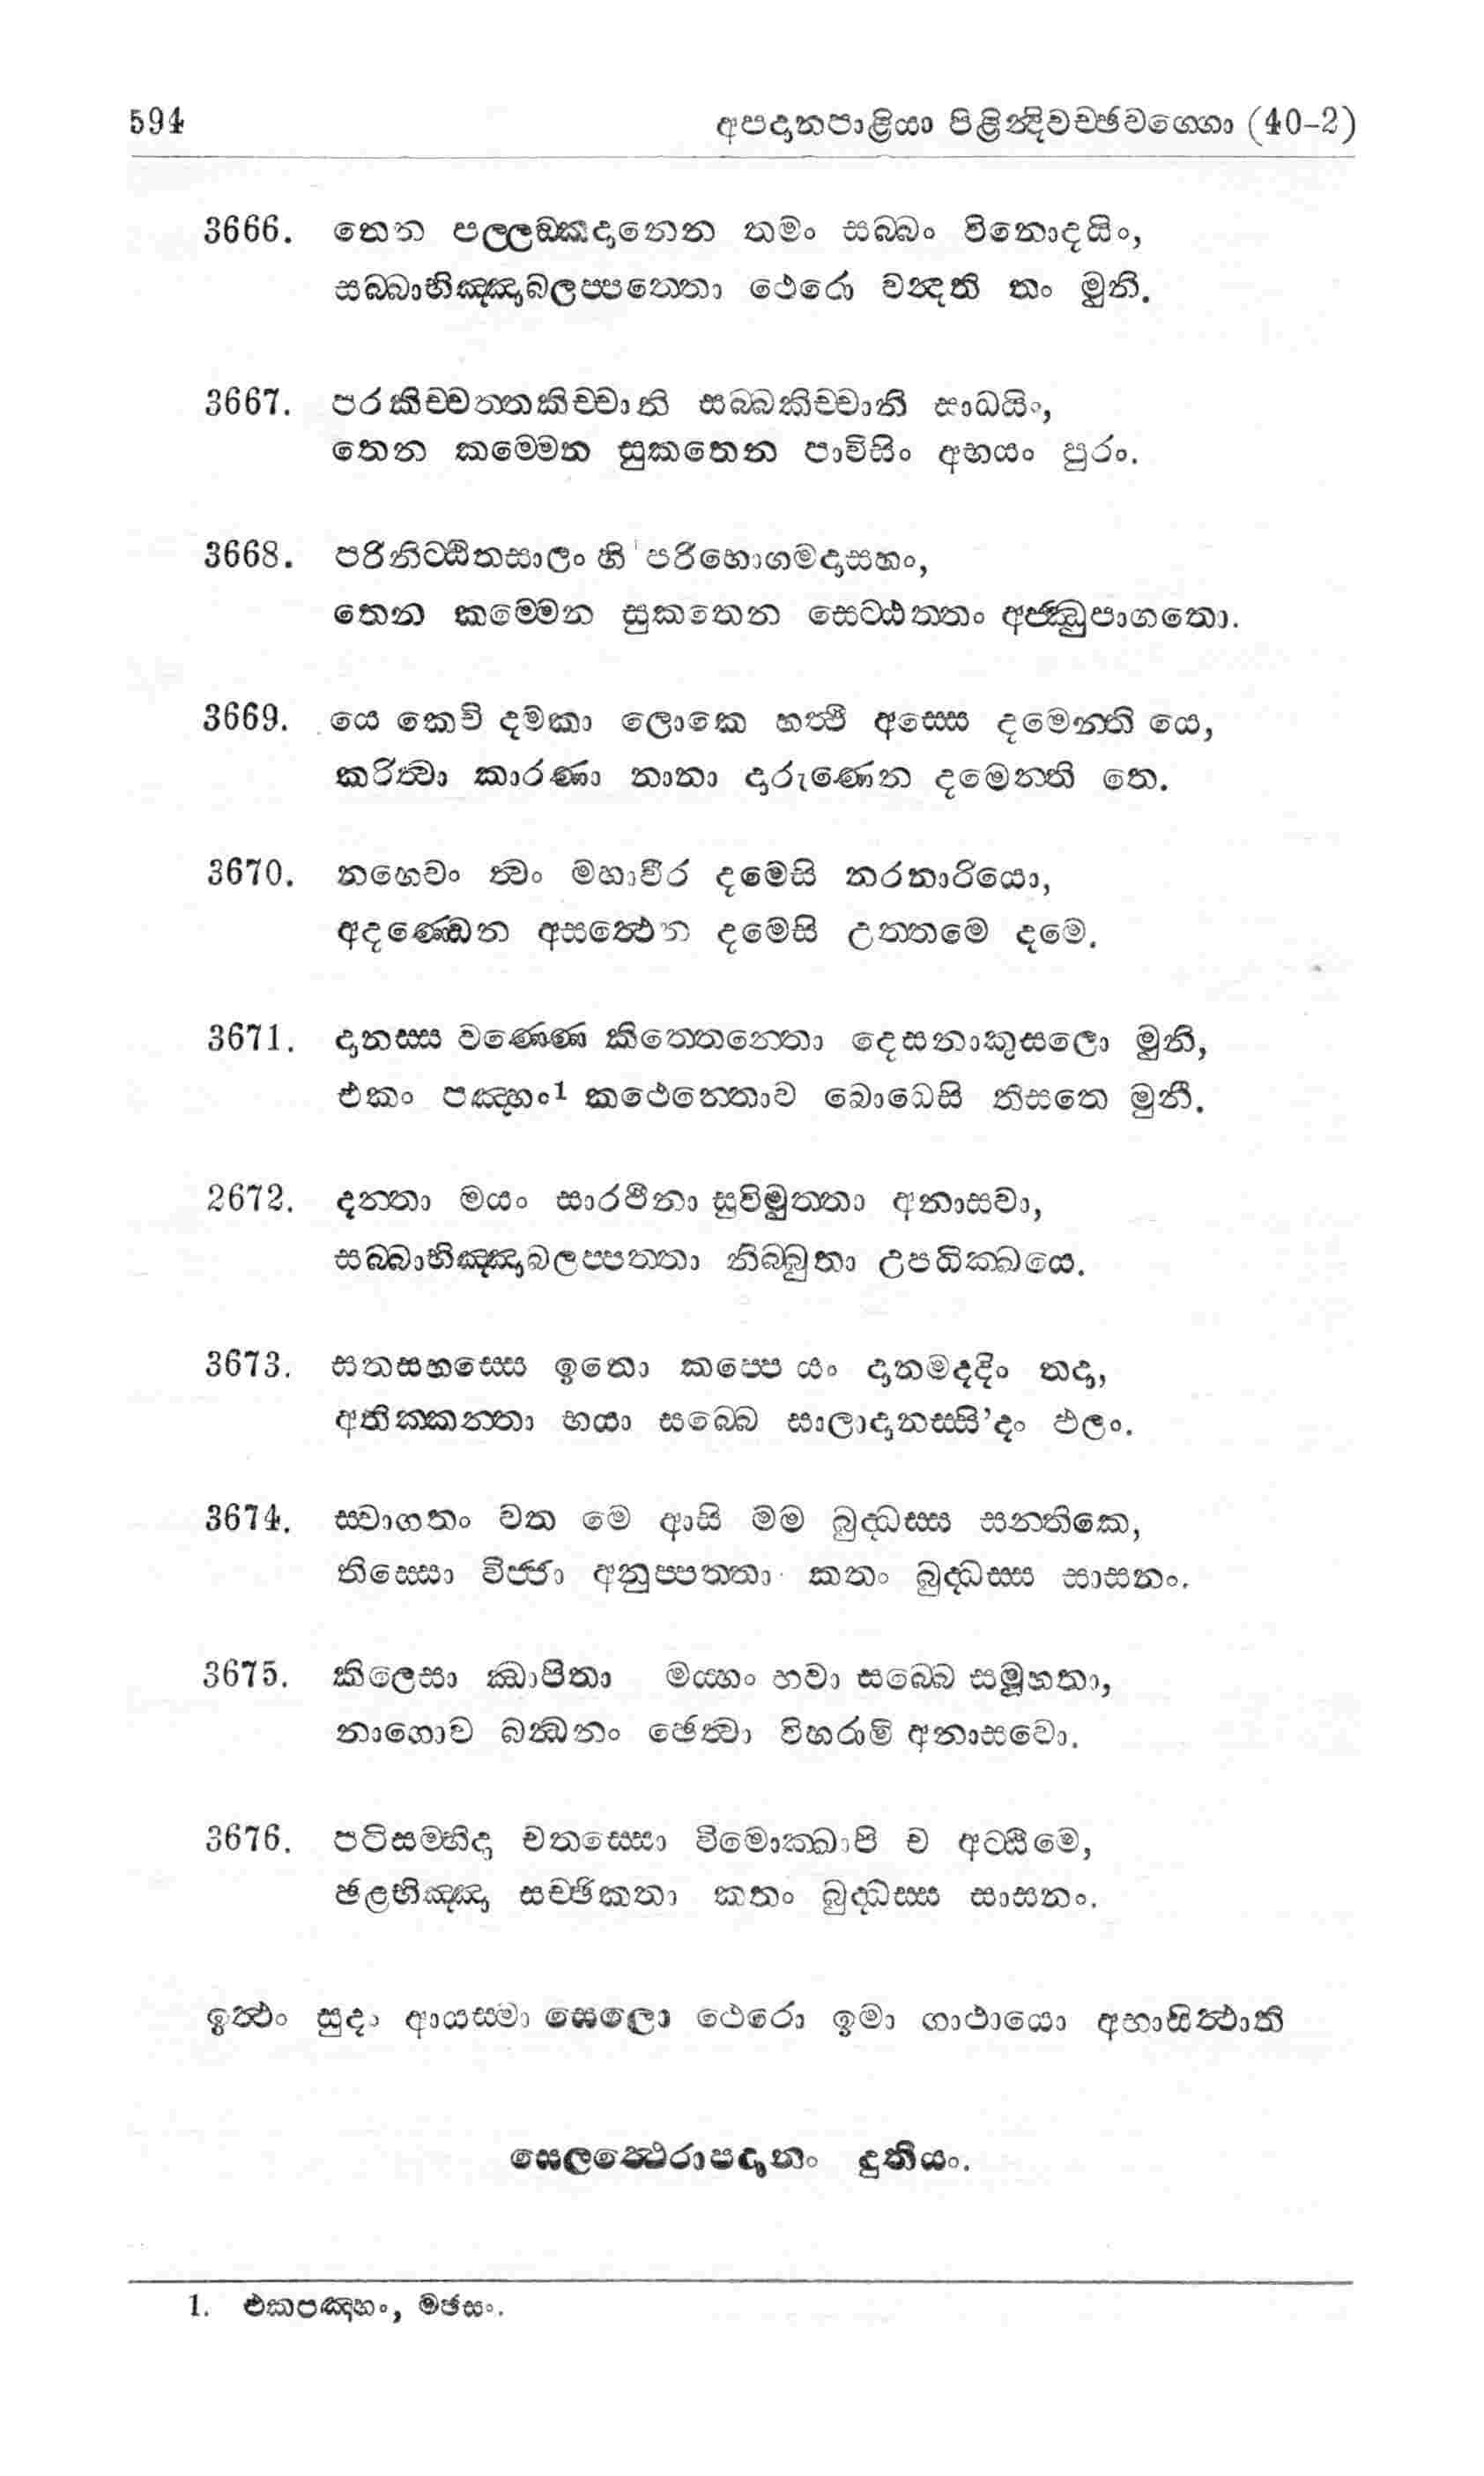 594 අපදානපාළියා පිළින්දිවච්ඡවග්ගො (40-2)
3666. තෙන පල්ලඞ්කදානෙන තමං සබ්බං විනොදයිං,
සබ්බාභිඤ්ඤාබලප්පත්තො ථෙරො වන්දති තං මුනි.
3667. පරකිච්චත්තකිච්චානි සබ්බකිච්චානි සාධයිං,
තෙන කම්මෙන සුකතෙන පාවිසිං අභයං පුරං.
3668. පරිනිට්ඨිතසාලං හි පරිභොගමදාසහං,
තෙන කම්මෙන සුකතෙන සෙට්ඨත්තං අජ්ඣුපාගතො.
3669. යෙ කෙචි දමකා ලොකෙ හත්ථි අස්සෙ දමෙන්ති යෙ,
කරිත්වා කාරණා නානා දාරුණෙන දමෙන්ති තෙ.
3670. නහෙවං ත්වං මහාවීර දමෙසි නරනාරියො,
අදණ්ඩෙන අසත්ථෙන දමෙසි උත්තමෙ දමෙ.
3671. දානස්ස වණ්ණෙ කිත්තෙන්තො දෙසනාකුසලො මුනි,
එකං පඤ්හං1 කථෙන්තොව බොධෙසි තිසතෙ මුනී.
2672. දන්තා මයං සාරථිනා සුවිමුත්තා අනාසවා,
සබ්බාභිඤ්ඤාබලප්පත්තා නිබ්බුතා උපධික්ඛයෙ.
3673. සතසහස්සෙ ඉතො කප්පෙ යං දානමදදිං තදා,
අතික්කන්තා භයා සබ්බෙ සාලාදානස්සි’දං ඵලං.
3674. ස්වාගතං වත මෙ ආසි මම බුද්ධස්ස සන්තිකෙ,
තිස්සො විජ්ජා අනුප්පත්තා කතං බුද්ධස්ස සාසනං.
3675. කිලෙසා ඣාපිතා මය්හං භවා සබ්බෙ සමූහතා,
නාගොව බන්ධනං ඡෙත්වා විහරාමි අනාසවො.
3676. පටිසම්භිදා චතස්සො විමොක්ඛාපි ච අට්ඨිමෙ,
ඡළභිඤ්ඤා සච්ඡිකතා කතං බුද්ධස්ස සාසනං.
ඉත්ථං සුදං ආයස්මා සෙලො ථෙරො ඉමා ගාථායො අභාසිත්ථාති
සෙලත්ථෙරාපදානං දුතියං.
1. එකපඤ්හං, මඡසං.